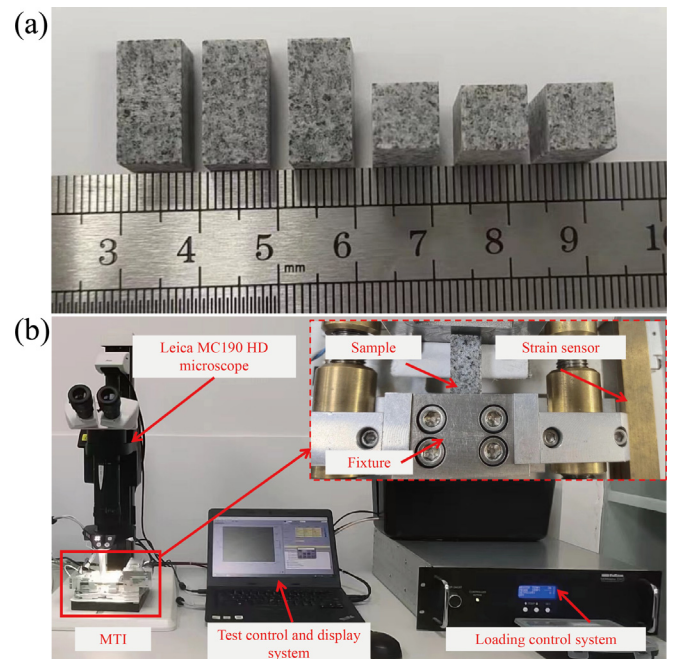 (a)
3 4 5 mm 6 7 8 9 10
(b)
Leica MC190 HD
microscope
Sample
Strain sensor
Fixture
MTI
Test control and display
system
Loading control system